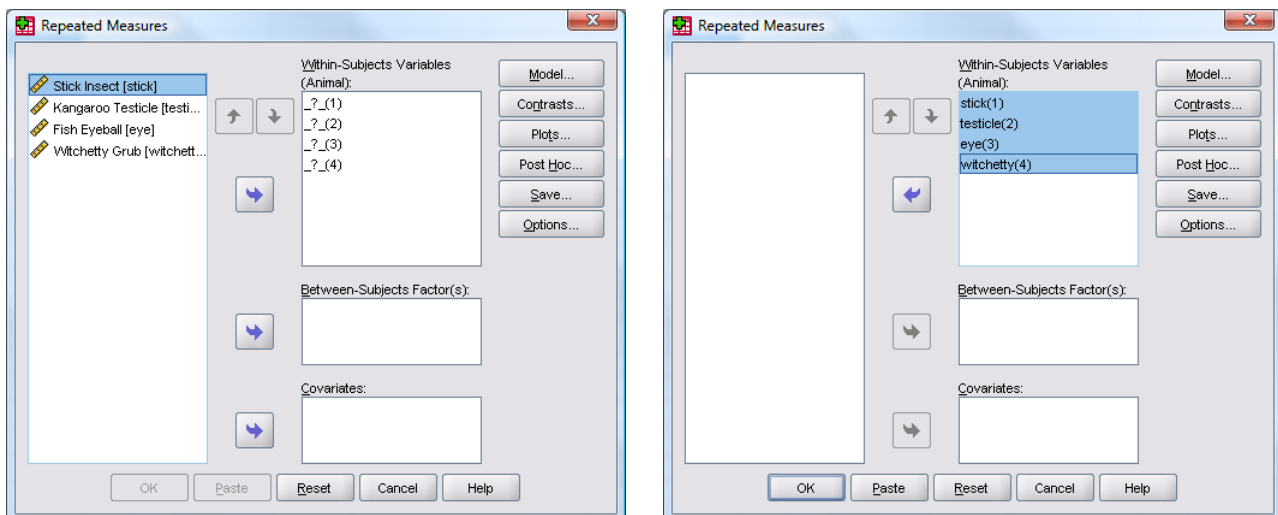 Repeated Measures
Stick Insect [stick]
Kangaroo Testicle [testi...
Fish Eyeball [eye]
Witchetty Grub [witchett...
Within-Subjects Variables
(Animal):
_?_(1)
_?_(2)
_?_(3)
_?_(4)
Between-Subjects Factor(s):
Covariates:
Model...
Contrasts...
Plots...
Post Hoc...
Save...
Options...
OK
Paste
Reset
Cancel
Help
Repeated Measures
Within-Subjects Variables
(Animal):
stick(1)
testicle(2)
eye(3)
witchetty(4)
Between-Subjects Factor(s):
Covariates:
Model...
Contrasts...
Plots...
Post Hoc...
Save...
Options...
OK
Paste
Reset
Cancel
Help